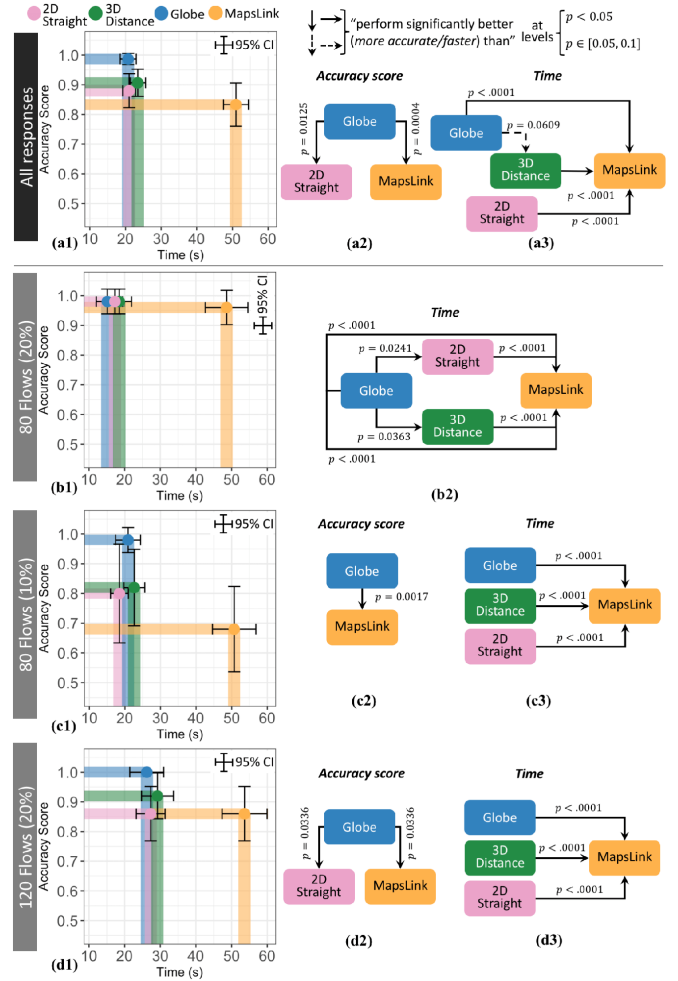 2D Straight
3D Distance
Globe
MapsLink
"perform significantly better
(more accurate/faster) than"
at levels
p < 0.05
p ∈ [0.05, 0.1]
All responses
95% CI
Accuracy Score
1.0
0.9
0.8
0.7
0.6
0.5
10 20 30 40 50 60
Time (s)
(a1)
Accuracy score
Globe
p = 0.0125
p = 0.0004
2D Straight
MapsLink
(a2)
Time
p < .0001
Globe
p = 0.0609
3D Distance
MapsLink
p < .0001
2D Straight
p < .0001
(a3)
80 Flows (20%)
95% CI
Accuracy Score
1.0
0.9
0.8
0.7
0.6
0.5
10 20 30 40 50 60
Time (s)
(b1)
Time
p < .0001
p = 0.0241
2D Straight
p < .0001
Globe
MapsLink
3D Distance
p < .0001
p = 0.0363
p < .0001
(b2)
80 Flows (10%)
95% CI
Accuracy Score
1.0
0.9
0.8
0.7
0.6
0.5
10 20 30 40 50 60
Time (s)
(c1)
Accuracy score
Globe
p = 0.0017
MapsLink
(c2)
Time
Globe
p < .0001
3D Distance
p < .0001
MapsLink
2D Straight
p < .0001
(c3)
120 Flows (20%)
95% CI
Accuracy Score
1.0
0.9
0.8
0.7
0.6
0.5
10 20 30 40 50 60
Time (s)
(d1)
Accuracy score
Globe
p = 0.0336
p = 0.0336
2D Straight
MapsLink
(d2)
Time
Globe
p < .0001
3D Distance
p < .0001
MapsLink
2D Straight
p < .0001
(d3)